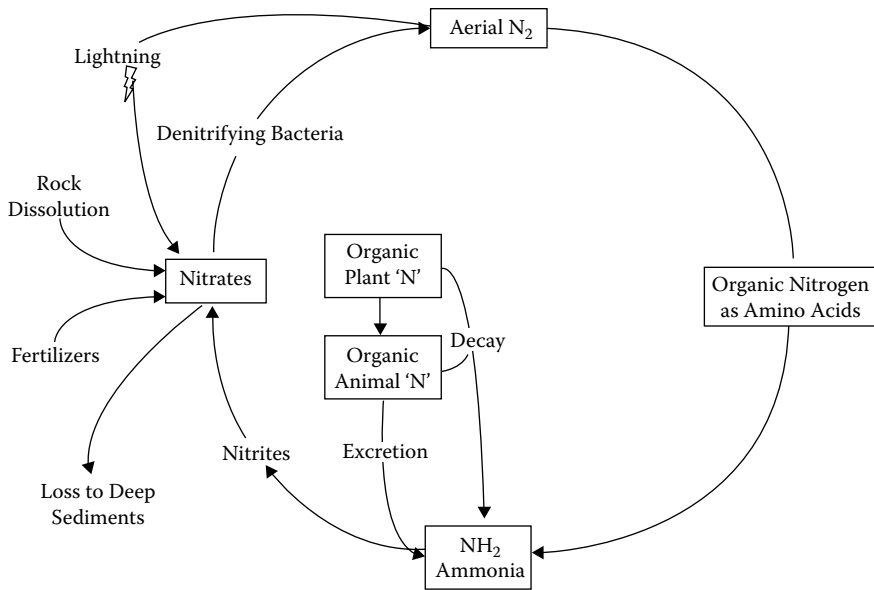 Aerial N₂
Lightning
Denitrifying Bacteria
Rock
Dissolution
Nitrates
Organic
Plant ‘N’
Organic Nitrogen
as Amino Acids
Fertilizers
Decay
Organic
Animal ‘N’
Nitrites
Excretion
Loss to Deep
Sediments
NH₂
Ammonia